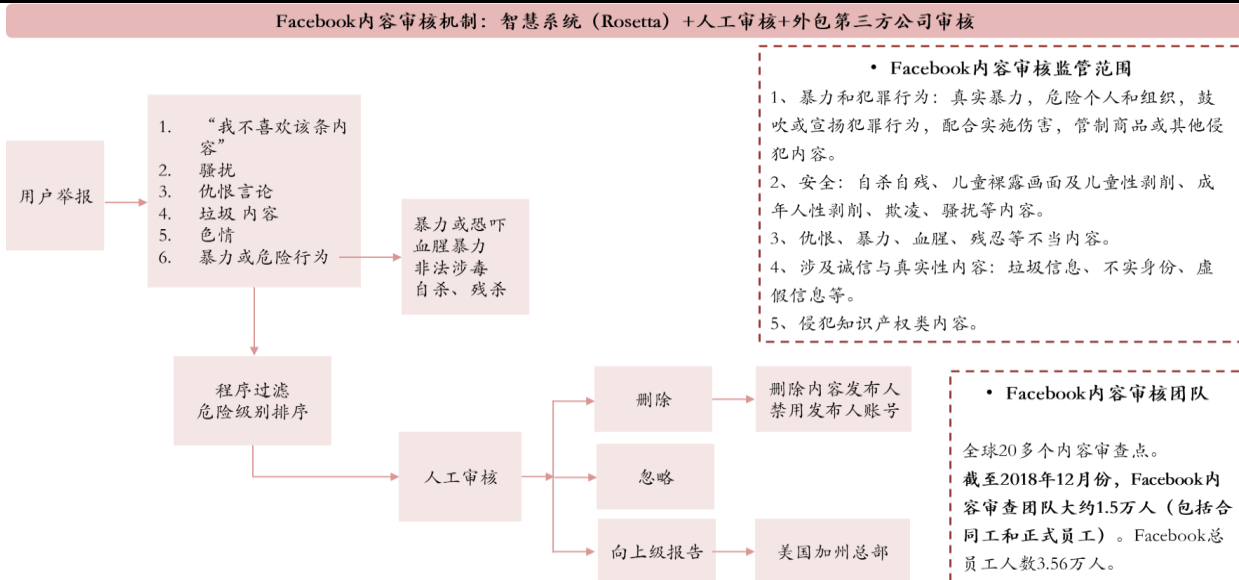 Facebook内容审核机制：智慧系统（Rosetta）+人工审核+外包第三方公司审核
用户举报
1. “我不喜欢该条内
容”
2. 骚扰
3. 仇恨言论
4. 垃圾 内容
5. 色情
6. 暴力或危险行为
暴力或恐吓
血腥暴力
非法涉毒
自杀、残杀
程序过滤
危险级别排序
人工审核
删除
删除内容发布人
禁用发布人账号
忽略
向上级报告
美国加州总部
• Facebook内容审核监管范围
1、暴力和犯罪行为：真实暴力，危险个人和组织，鼓
吹或宣扬犯罪行为，配合实施伤害，管制商品或其他侵
犯内容。
2、安全：自杀自残、儿童裸露画面及儿童性剥削、成
年人性剥削、欺凌、骚扰等内容。
3、仇恨、暴力、血腥、残忍等不当内容。
4、涉及诚信与真实性内容：垃圾信息、不实身份、虚
假信息等。
5、侵犯知识产权类内容。
• Facebook内容审核团队
全球20多个内容审查点。
截至2018年12月份，Facebook内
容审查团队大约1.5万人（包括合
同工和正式员工）。Facebook总
员工人数3.56万人。